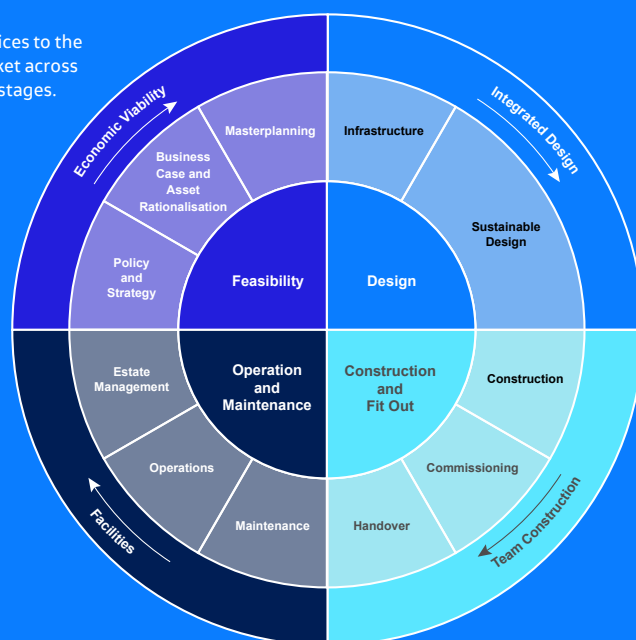 ices to the
ket across
stages.
Economic Viability
Integrated Design
Masterplanning
Infrastructure
Business
Case and
Asset
Rationalisation
Sustainable
Design
Policy
and
Strategy
Feasibility
Design
Estate
Management
Operation
and
Maintenance
Construction
and
Fit Out
Construction
Operations
Commissioning
Maintenance
Handover
Facilities
Team Construction